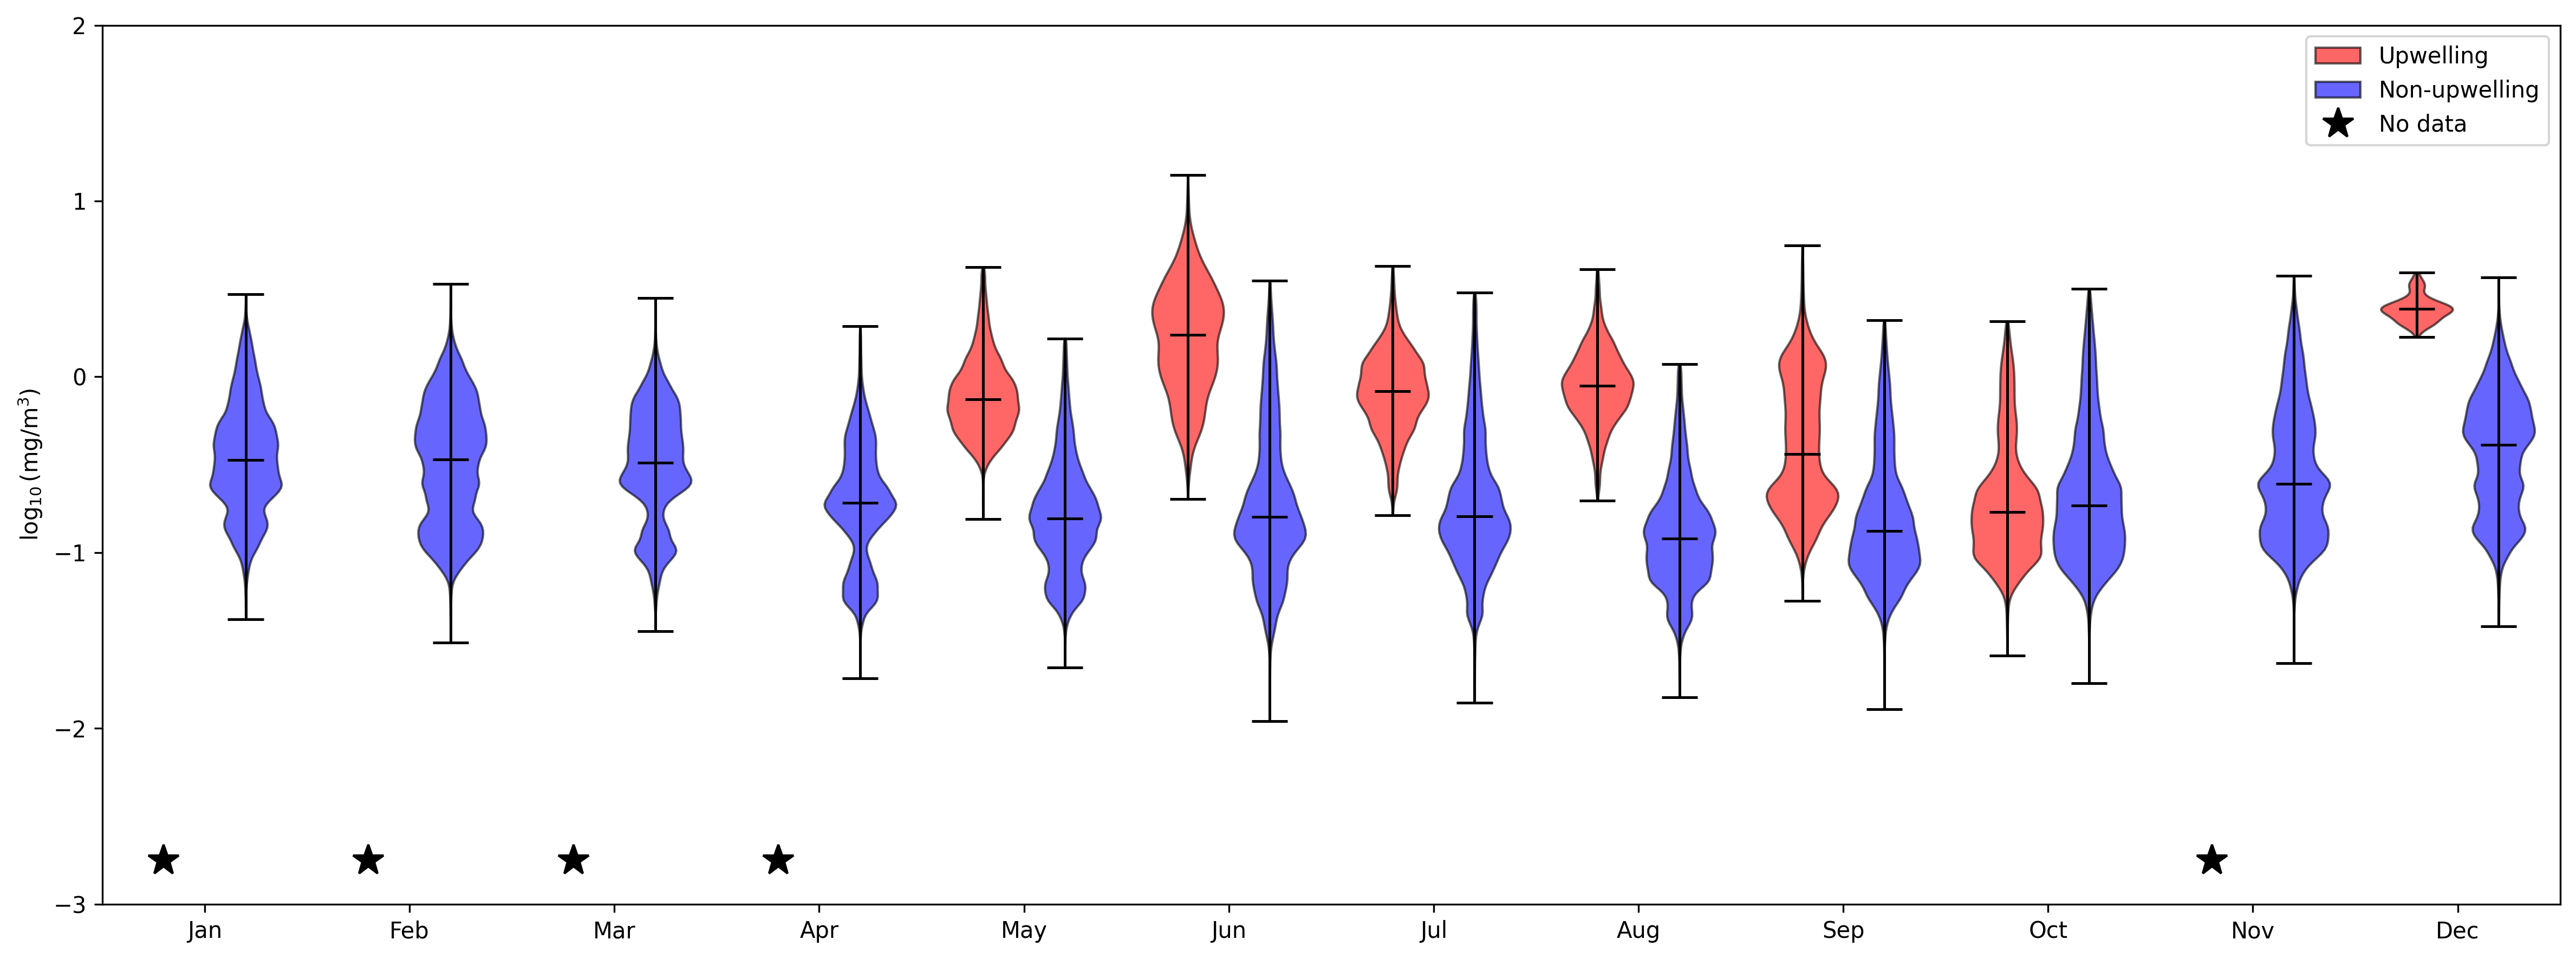 2
1
0
−1
−2
−3
log₁₀(mg/m³)
Upwelling
Non-upwelling
No data
Jan Feb Mar Apr May Jun Jul Aug Sep Oct Nov Dec